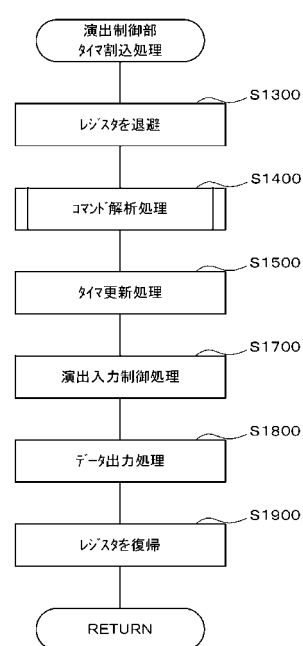 演出制御部
タイマ割込処理
S1300
レジスタを退避
S1400
コマンド解析処理
S1500
タイマ更新処理
S1700
演出入力制御処理
S1800
データ出力処理
S1900
レジスタを復帰
RETURN